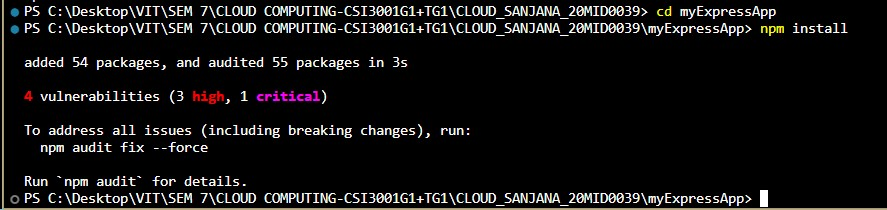 PS C:\Desktop\VIT\SEM 7\CLOUD COMPUTING-CSI3001G1+TG1\CLOUD_SANJANA_20MID0039> cd myExpressApp
PS C:\Desktop\VIT\SEM 7\CLOUD COMPUTING-CSI3001G1+TG1\CLOUD_SANJANA_20MID0039\myExpressApp> npm install
added 54 packages, and audited 55 packages in 3s
4 vulnerabilities (3 high, 1 critical)
To address all issues (including breaking changes), run:
npm audit fix --force
Run `npm audit` for details.
PS C:\Desktop\VIT\SEM 7\CLOUD COMPUTING-CSI3001G1+TG1\CLOUD_SANJANA_20MID0039\myExpressApp>